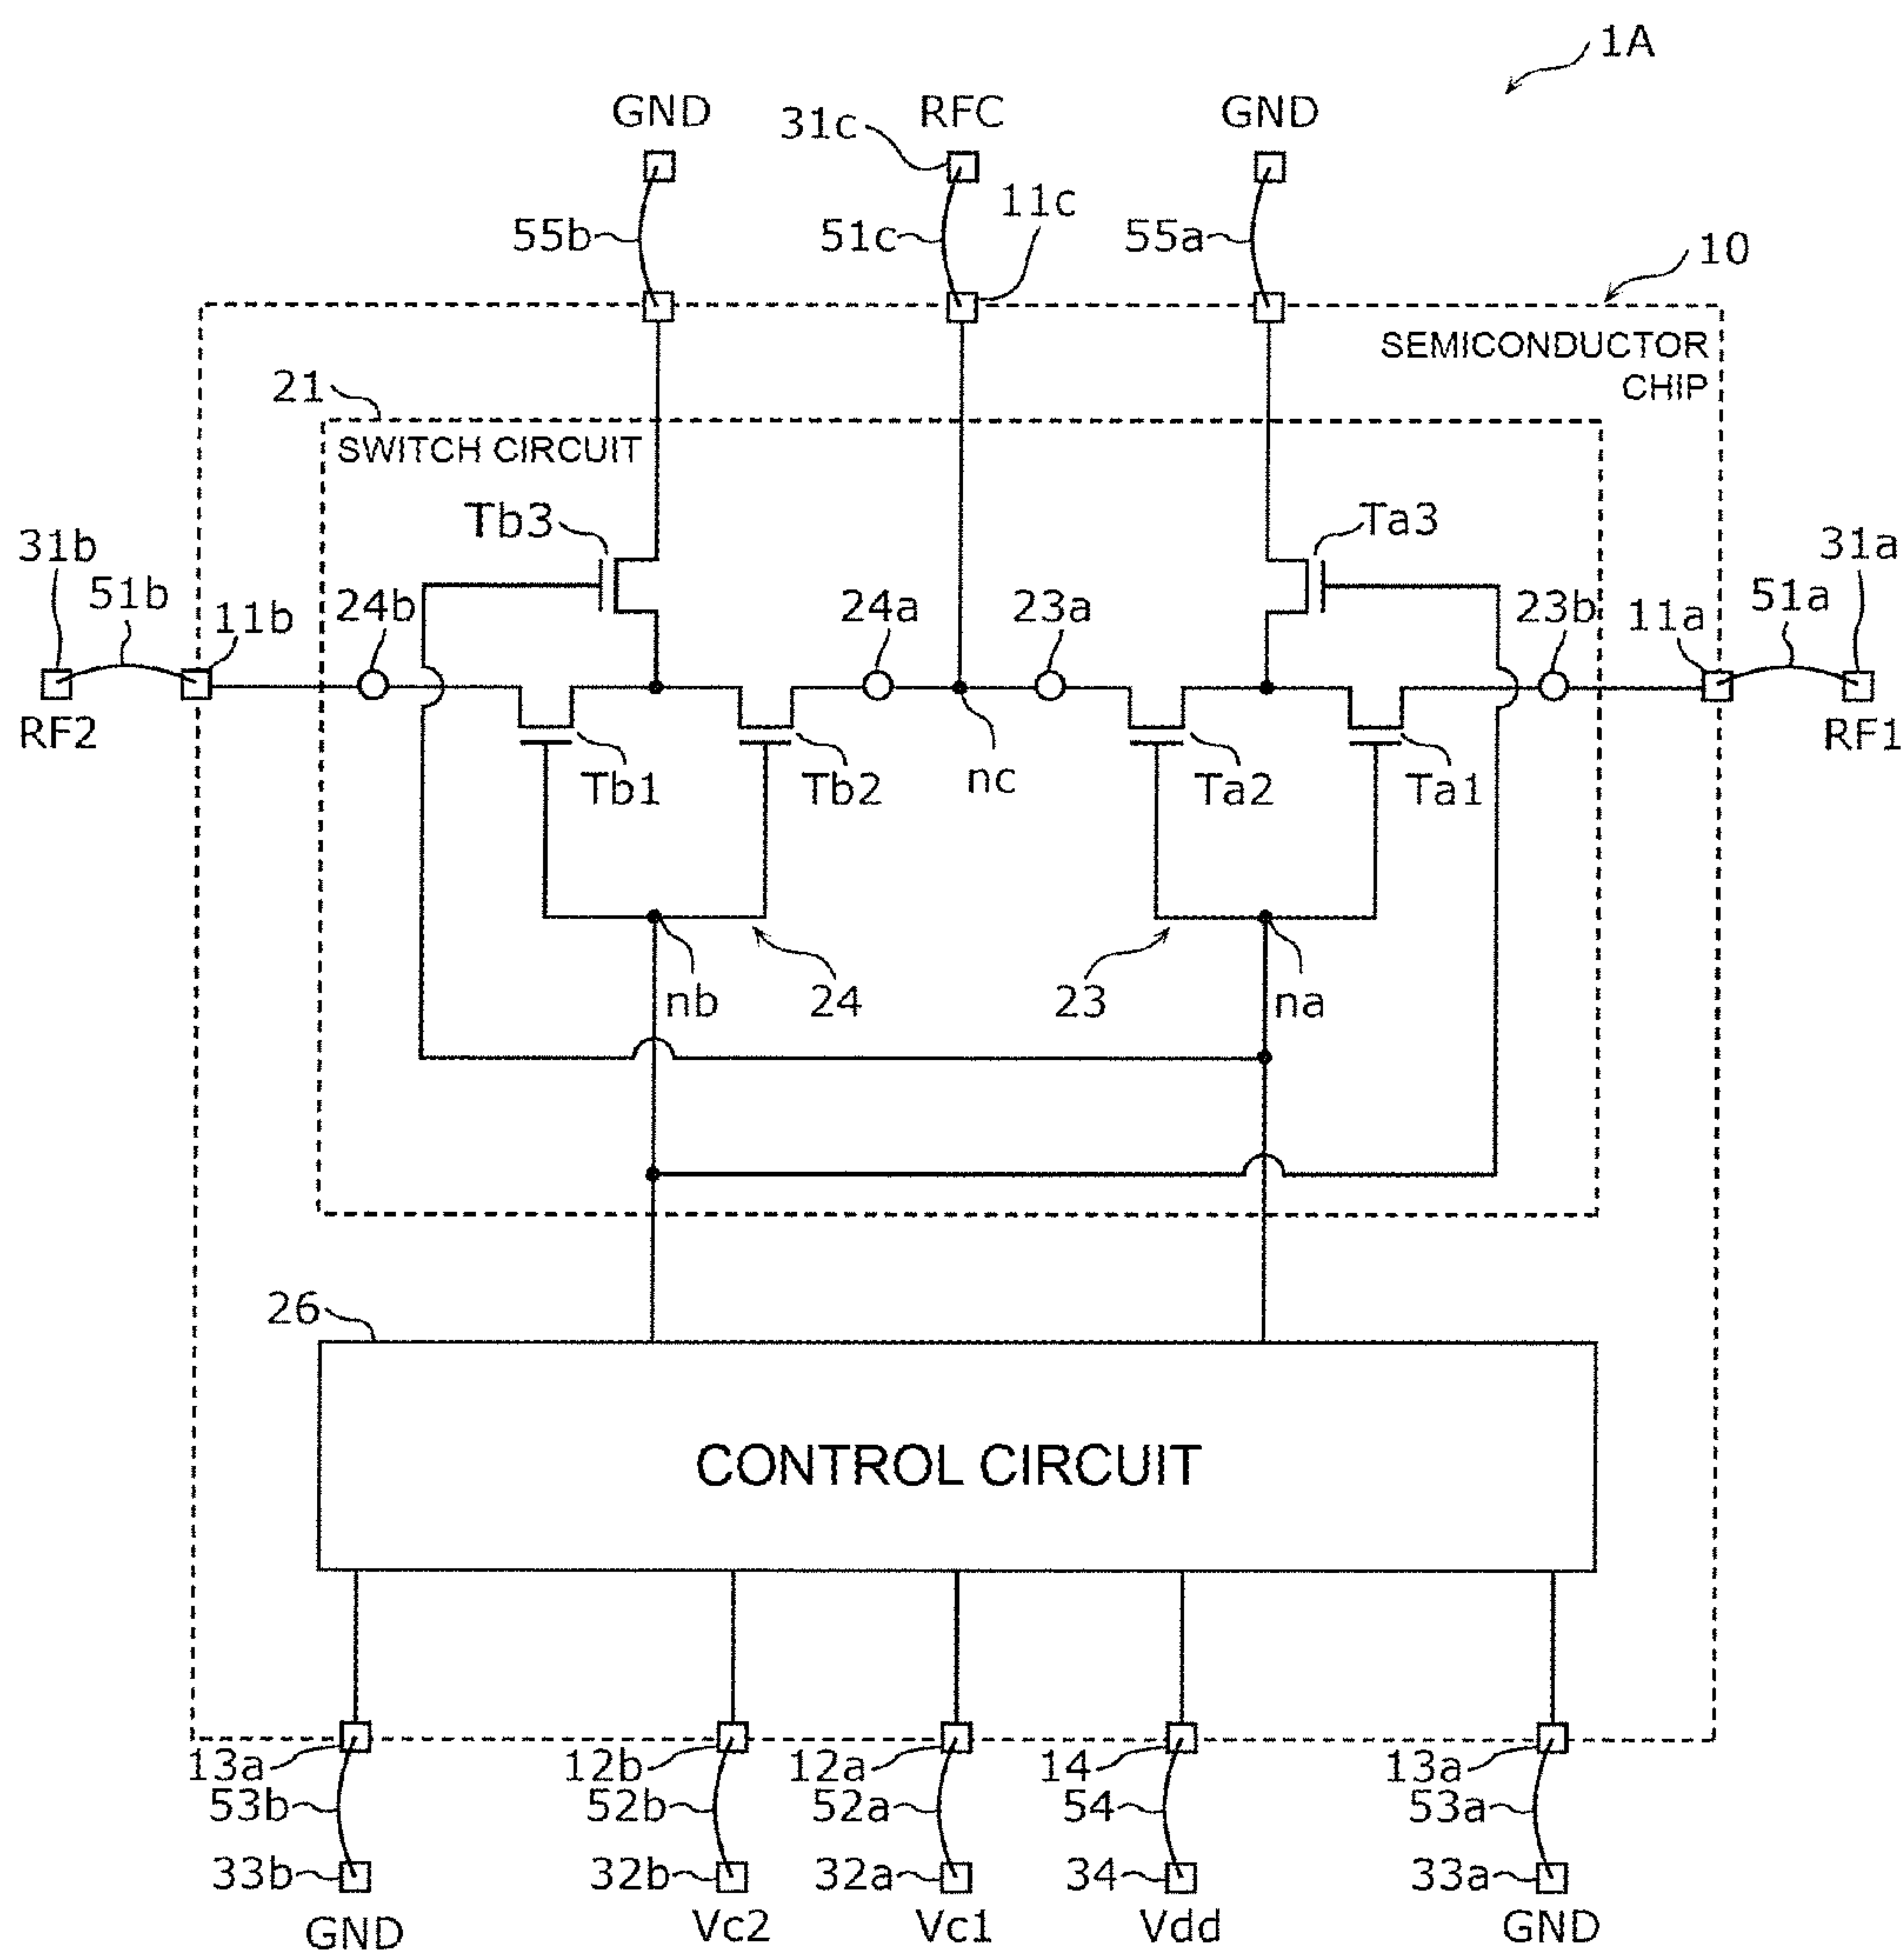 1A
GND
31c
RFC
GND
11c
55b
51c
55a
10
SEMICONDUCTOR
CHIP
21
SWITCH CIRCUIT
Tb3
Ta3
31b
31a
51b
51a
11b
24b
24a
23a
23b
11a
RF2
RF1
Tb1
Tb2
nc
Ta2
Ta1
nb
24
23
na
26
CONTROL CIRCUIT
13a
12b
12a
14
13a
53b
52b
52a
54
53a
33b
32b
32a
34
33a
GND
Vc2
Vc1
Vdd
GND